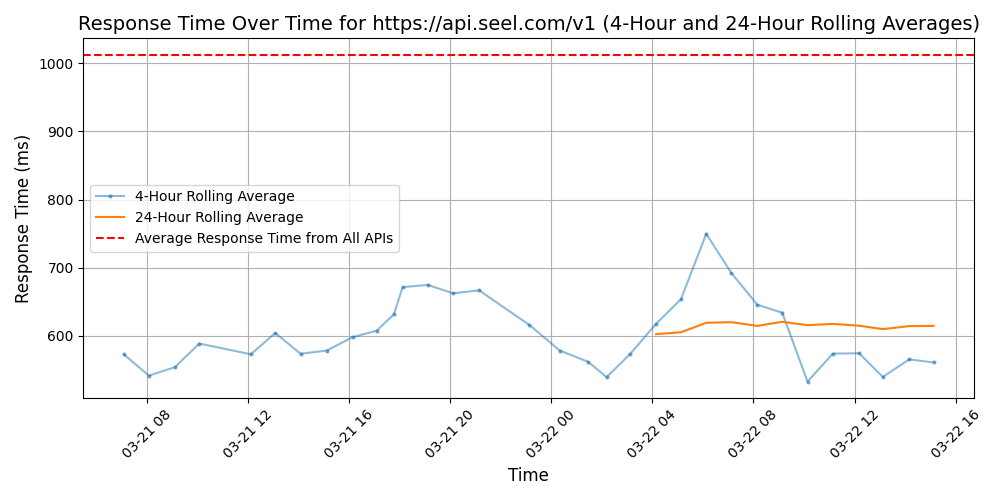 Response Time Over Time for https://api.seel.com/v1 (4-Hour and 24-Hour Rolling Averages)
Response Time (ms)
1000
900
800
700
600
4-Hour Rolling Average
24-Hour Rolling Average
Average Response Time from All APIs
03-21 08
03-21 12
03-21 16
03-21 20
03-22 00
03-22 04
03-22 08
03-22 12
03-22 16
Time